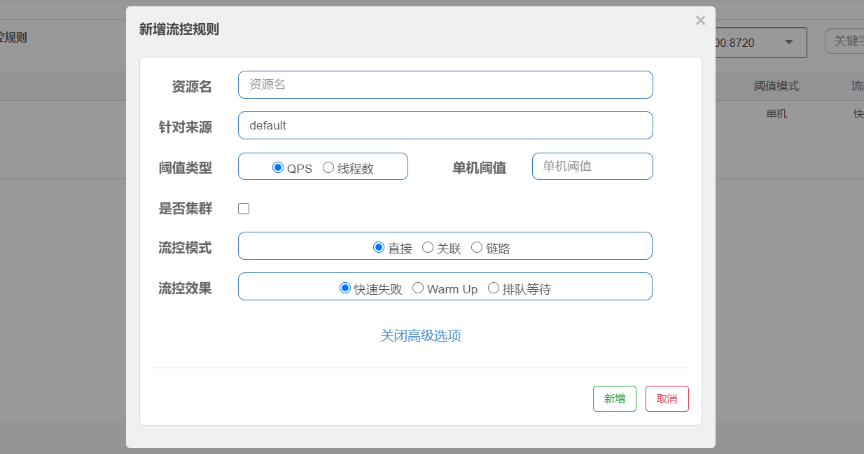 新增流控规则
×
控规则
00:8720
关键字
资源名
资源名
阈值模式
流
针对来源
default
单机
快
阈值类型
QPS 线程数
单机阈值
单机阈值
是否集群
流控模式
直接 关联 链路
流控效果
快速失败 Warm Up 排队等待
关闭高级选项
新增
取消